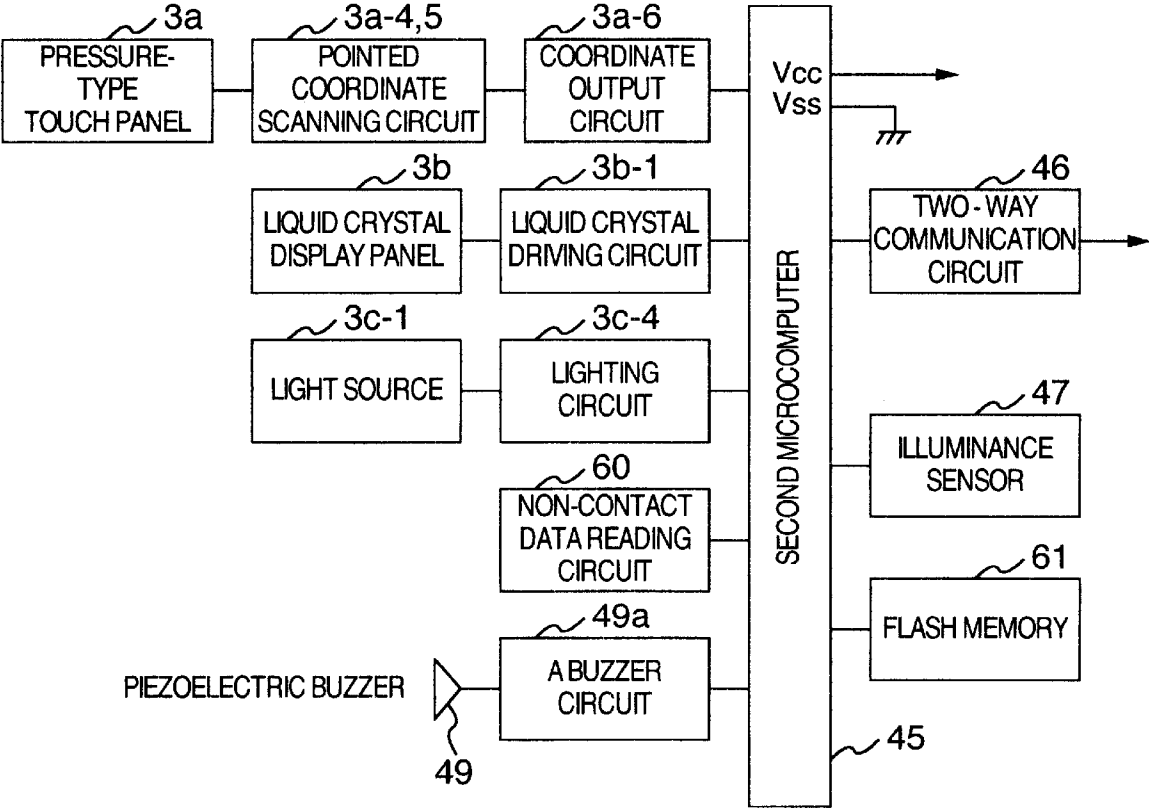 3a
PRESSURE-
TYPE
TOUCH PANEL
3a-4,5
POINTED
COORDINATE
SCANNING CIRCUIT
3a-6
COORDINATE
OUTPUT
CIRCUIT
Vcc
Vss
3b
LIQUID CRYSTAL
DISPLAY PANEL
3b-1
LIQUID CRYSTAL
DRIVING CIRCUIT
46
TWO-WAY
COMMUNICATION
CIRCUIT
3c-1
LIGHT SOURCE
3c-4
LIGHTING
CIRCUIT
SECOND MICROCOMPUTER
47
ILLUMINANCE
SENSOR
60
NON-CONTACT
DATA READING
CIRCUIT
61
FLASH MEMORY
49a
A BUZZER
CIRCUIT
PIEZOELECTRIC BUZZER
49
45